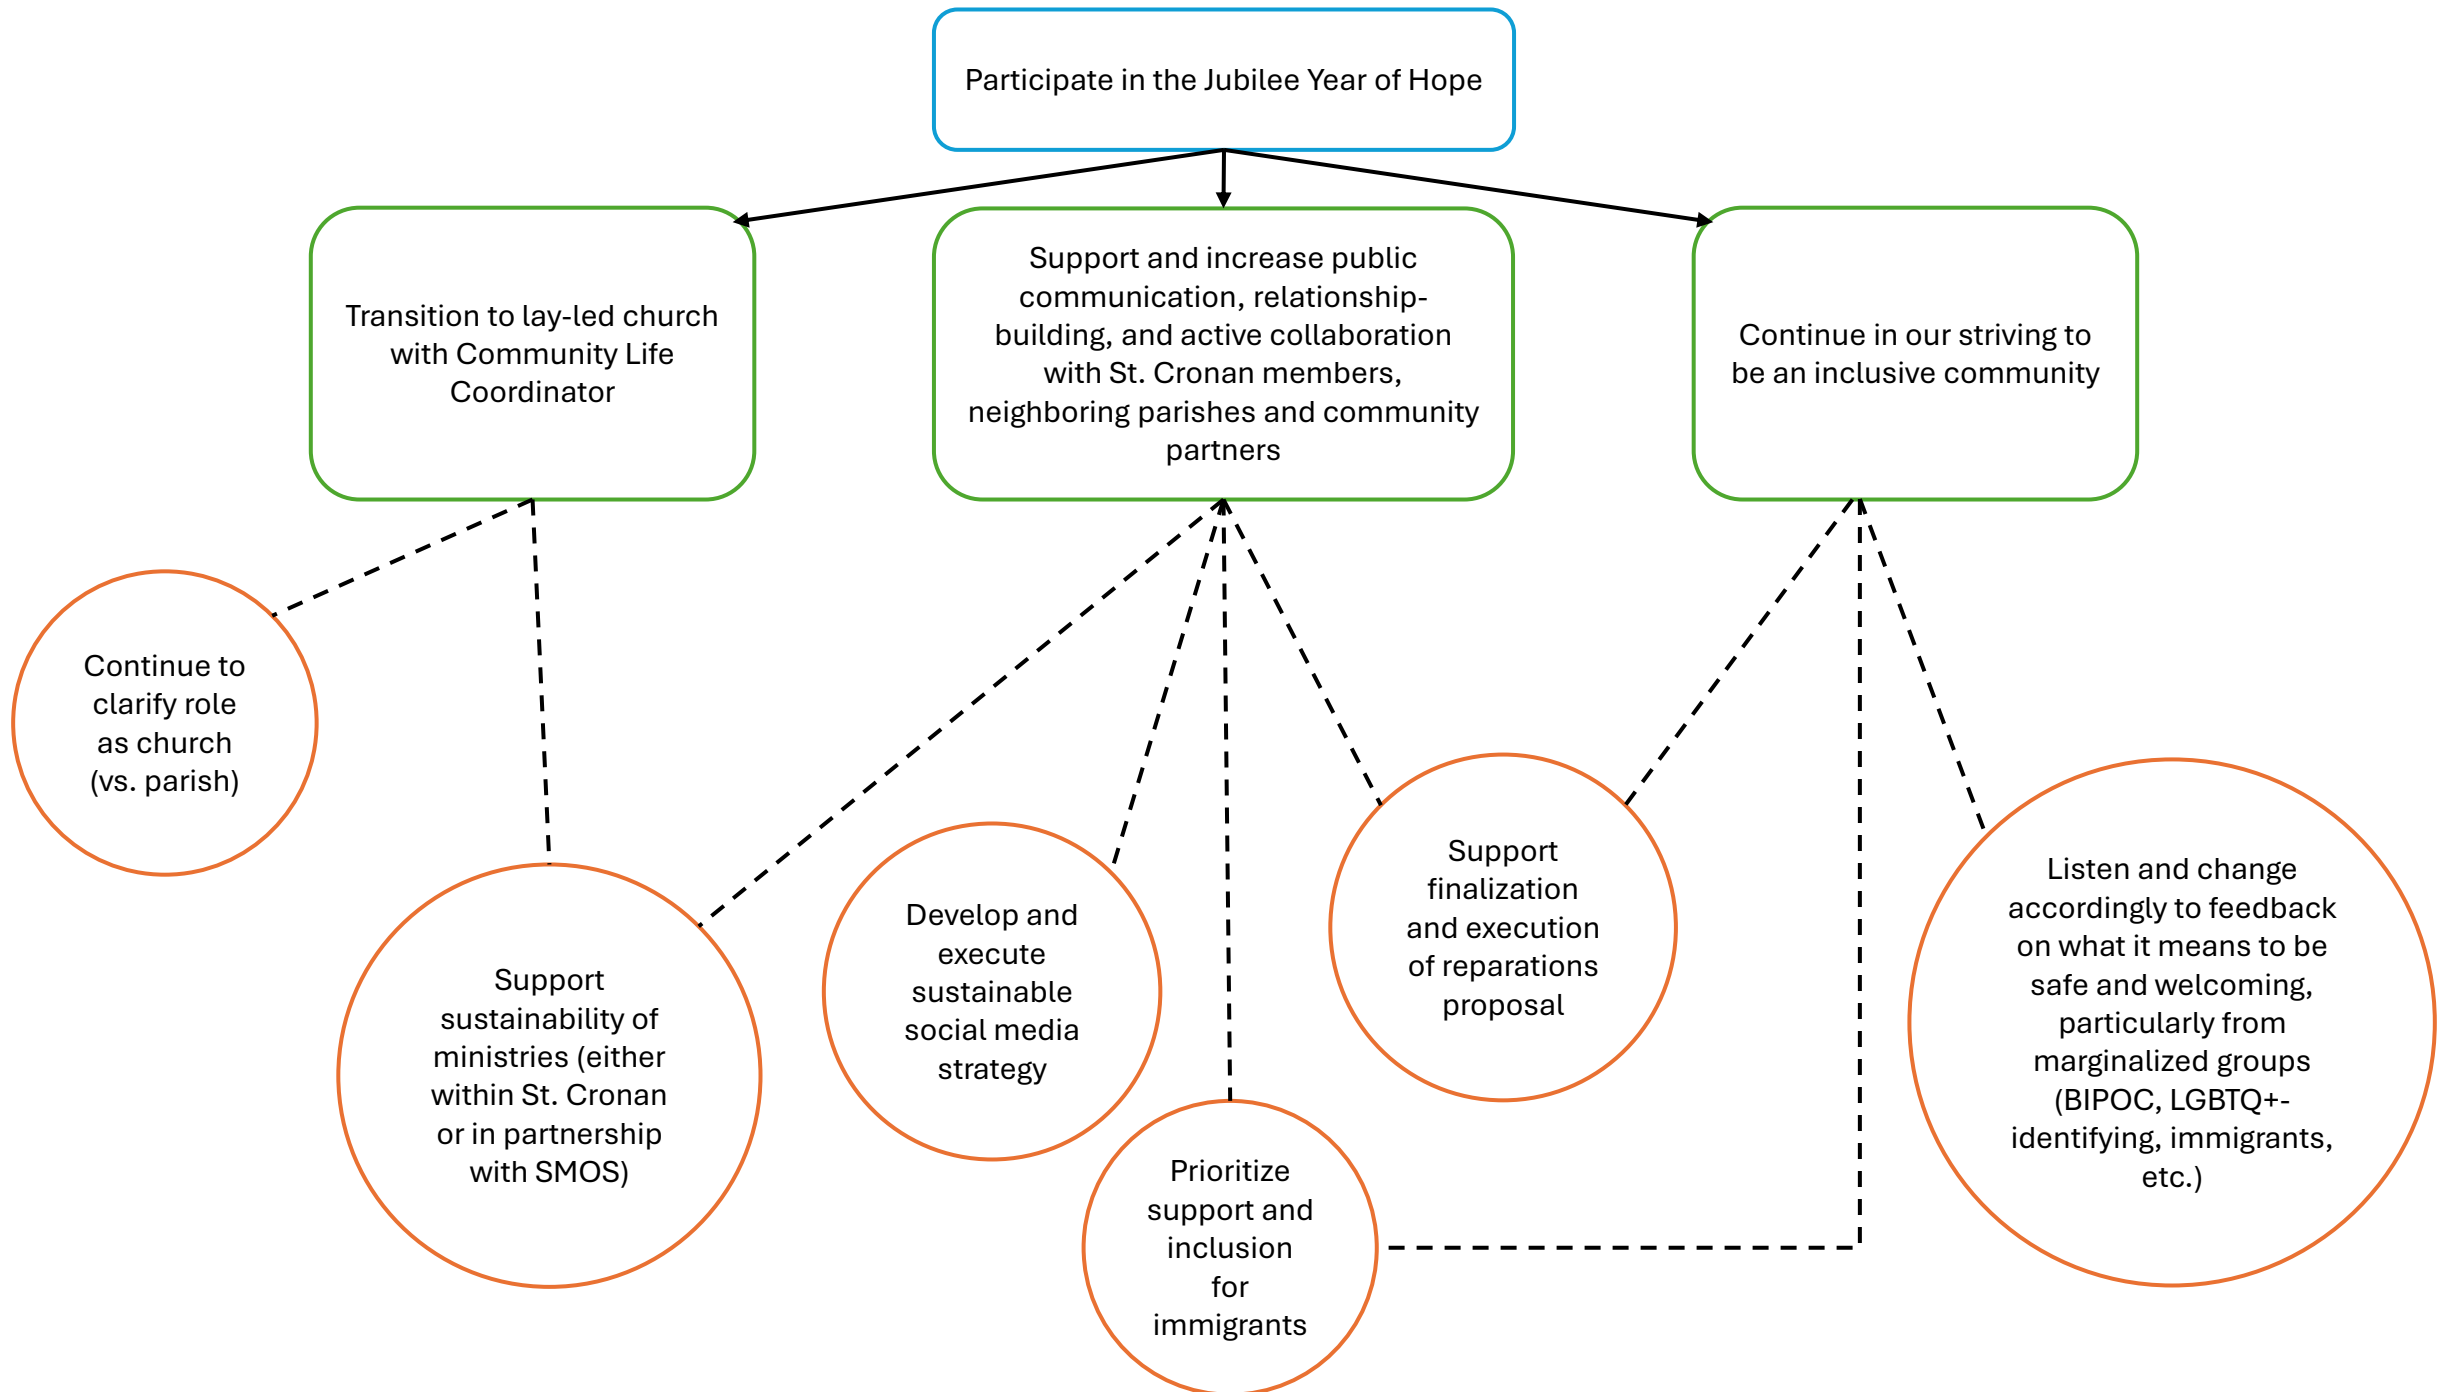 Participate in the Jubilee Year of Hope
Transition to lay-led church
with Community Life
Coordinator
Support and increase public
communication, relationship-
building, and active collaboration
with St. Cronan members,
neighboring parishes and community
partners
Continue in our striving to
be an inclusive community
Continue to
clarify role
as church
(vs. parish)
Support
sustainability of
ministries (either
within St. Cronan
or in partnership
with SMOS)
Develop and
execute
sustainable
social media
strategy
Prioritize
support and
inclusion
for
immigrants
Support
finalization
and execution
of reparations
proposal
Listen and change
accordingly to feedback
on what it means to be
safe and welcoming,
particularly from
marginalized groups
(BIPOC, LGBTQ+-
identifying, immigrants,
etc.)